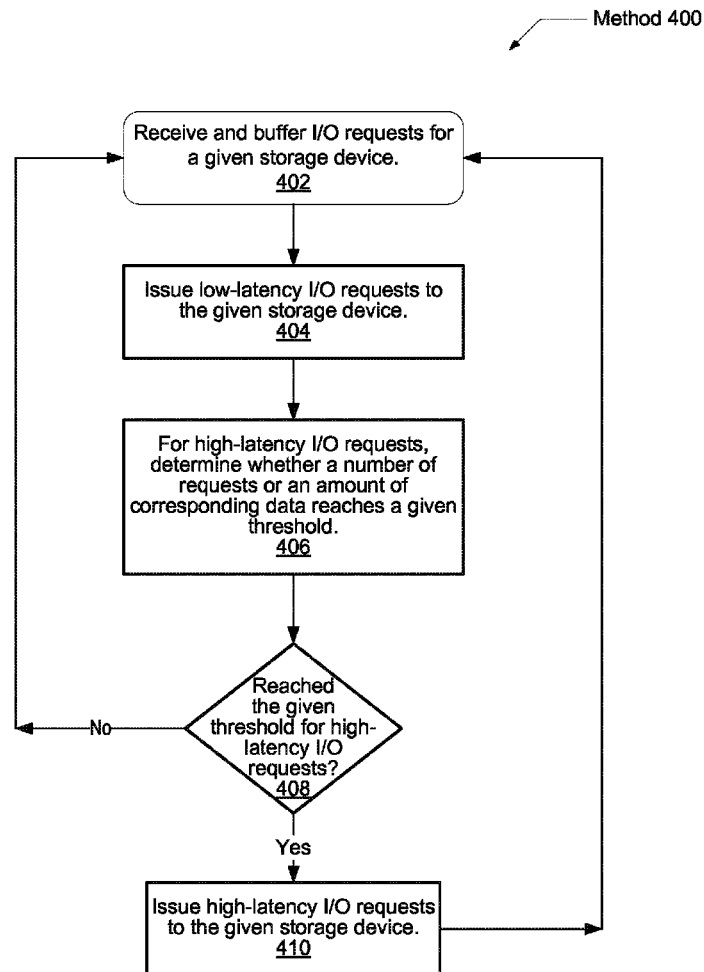 Method 400
Receive and buffer I/O requests for
a given storage device.
402
Issue low-latency I/O requests to
the given storage device.
404
For high-latency I/O requests,
determine whether a number of
requests or an amount of
corresponding data reaches a given
threshold.
406
Reached
the given
threshold for high-
latency I/O
requests?
408
No
Yes
Issue high-latency I/O requests
to the given storage device.
410